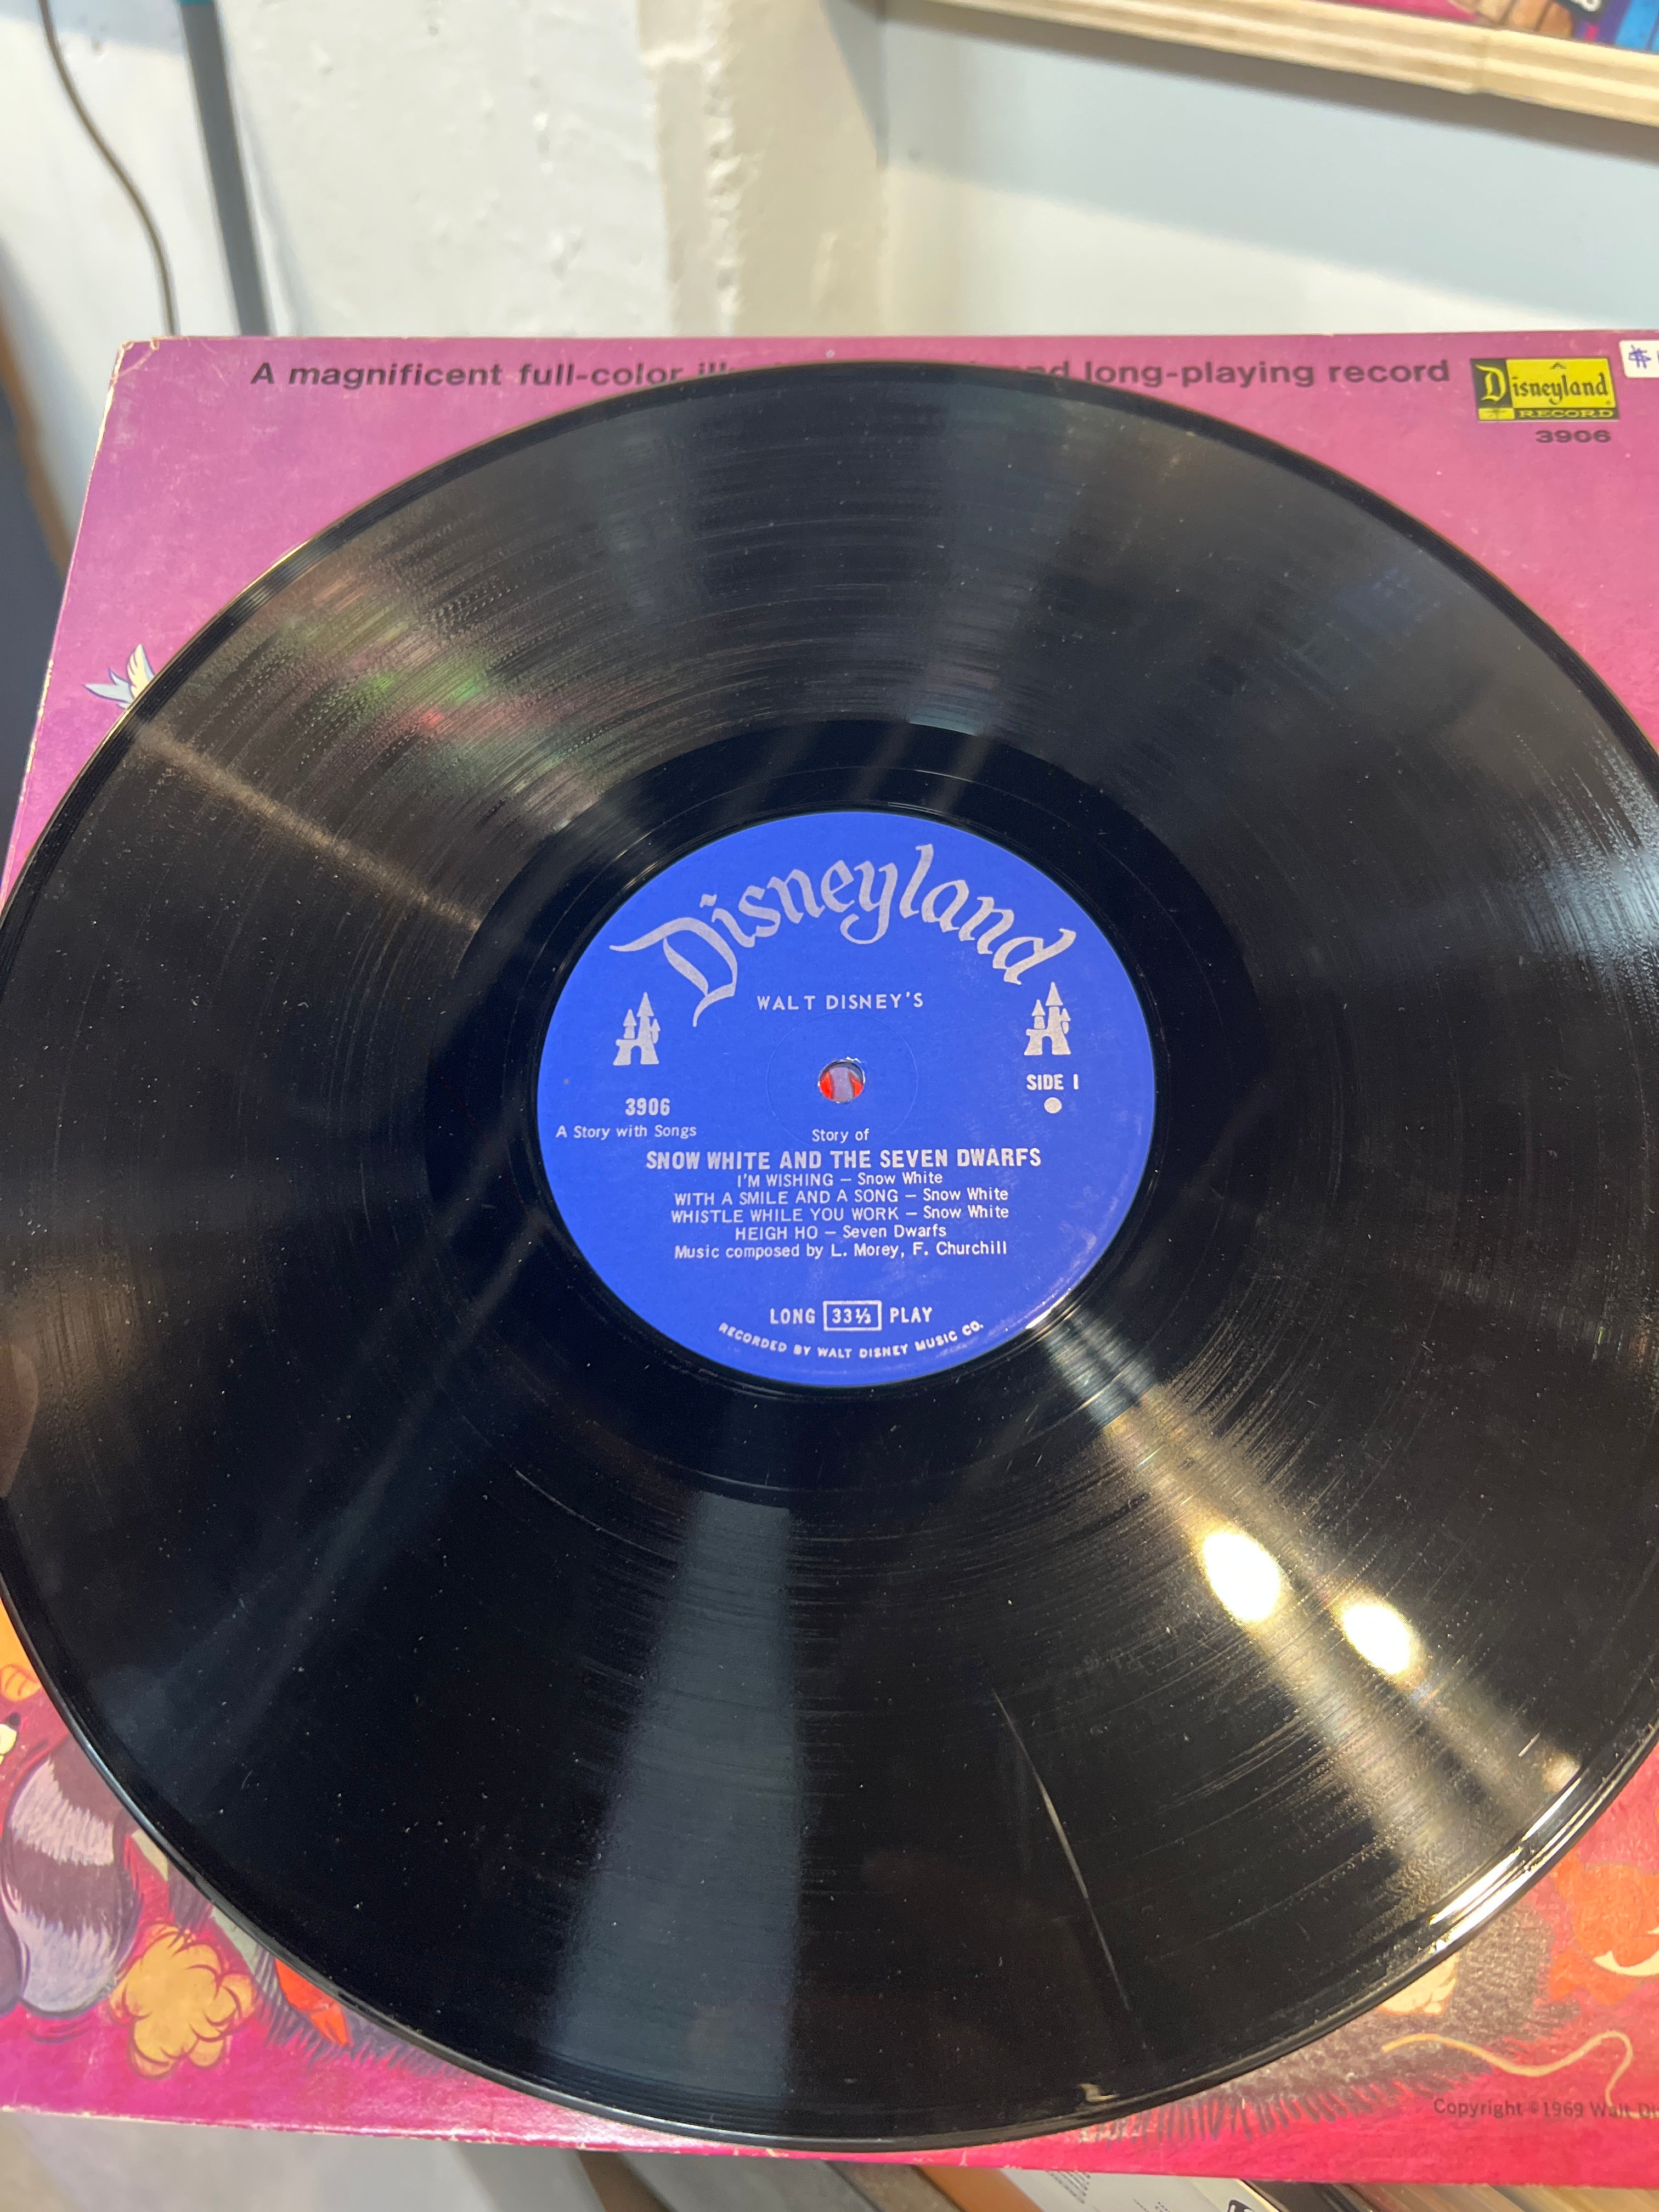 A magnificent full-color and long-playing record
Disneyland
RECORD
3906
$
Disneyland
WALT DISNEY'S
SIDE 1
3906
A Story with Songs
Story of
SNOW WHITE AND THE SEVEN DWARFS
I'M WISHING – Snow White
WITH A SMILE AND A SONG – Snow White
WHISTLE WHILE YOU WORK – Snow White
HEIGH HO – Seven Dwarfs
Music composed by L. Morey, F. Churchill
LONG 33⅓ PLAY
RECORDED BY WALT DISNEY MUSIC CO.
Copyright ©1969 Walt